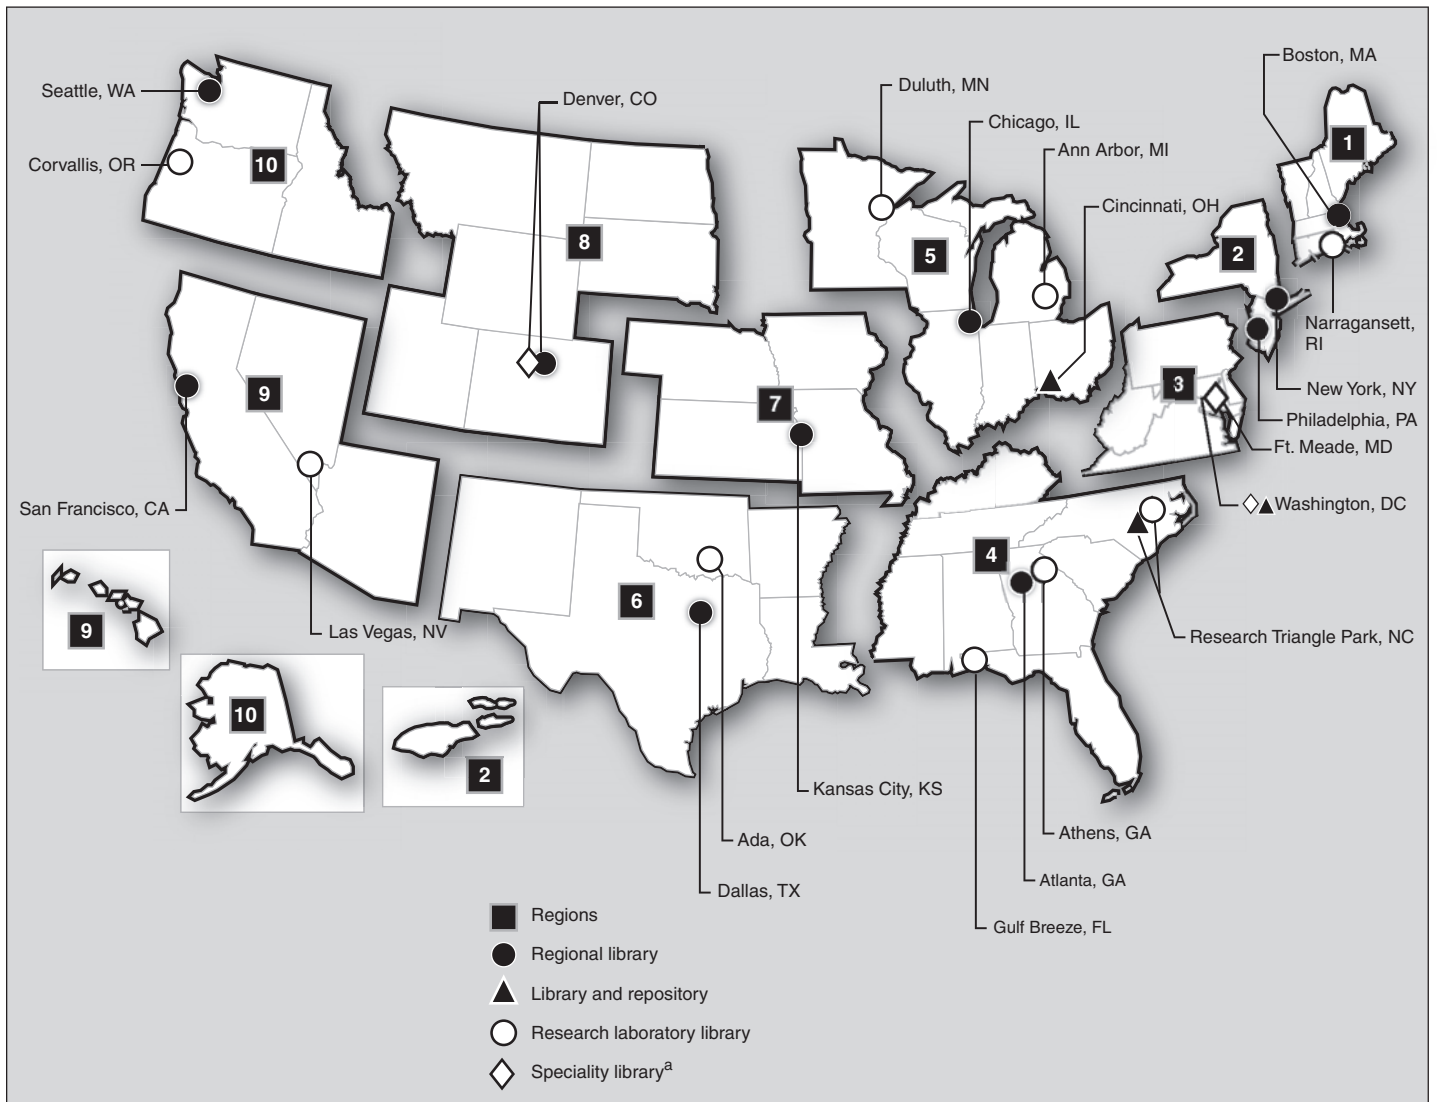 Boston, MA
Seattle, WA
Denver, CO
Duluth, MN
Chicago, IL
Ann Arbor, MI
1
Corvallis, OR
10
Cincinnati, OH
8
5
2
Narragansett,
RI
9
7
3
New York, NY
Philadelphia, PA
Ft. Meade, MD
San Francisco, CA
Washington, DC
4
6
9
Las Vegas, NV
Research Triangle Park, NC
10
2
Kansas City, KS
Ada, OK
Athens, GA
Dallas, TX
Atlanta, GA
Gulf Breeze, FL
Regions
Regional library
Library and repository
Research laboratory library
Speciality librarya